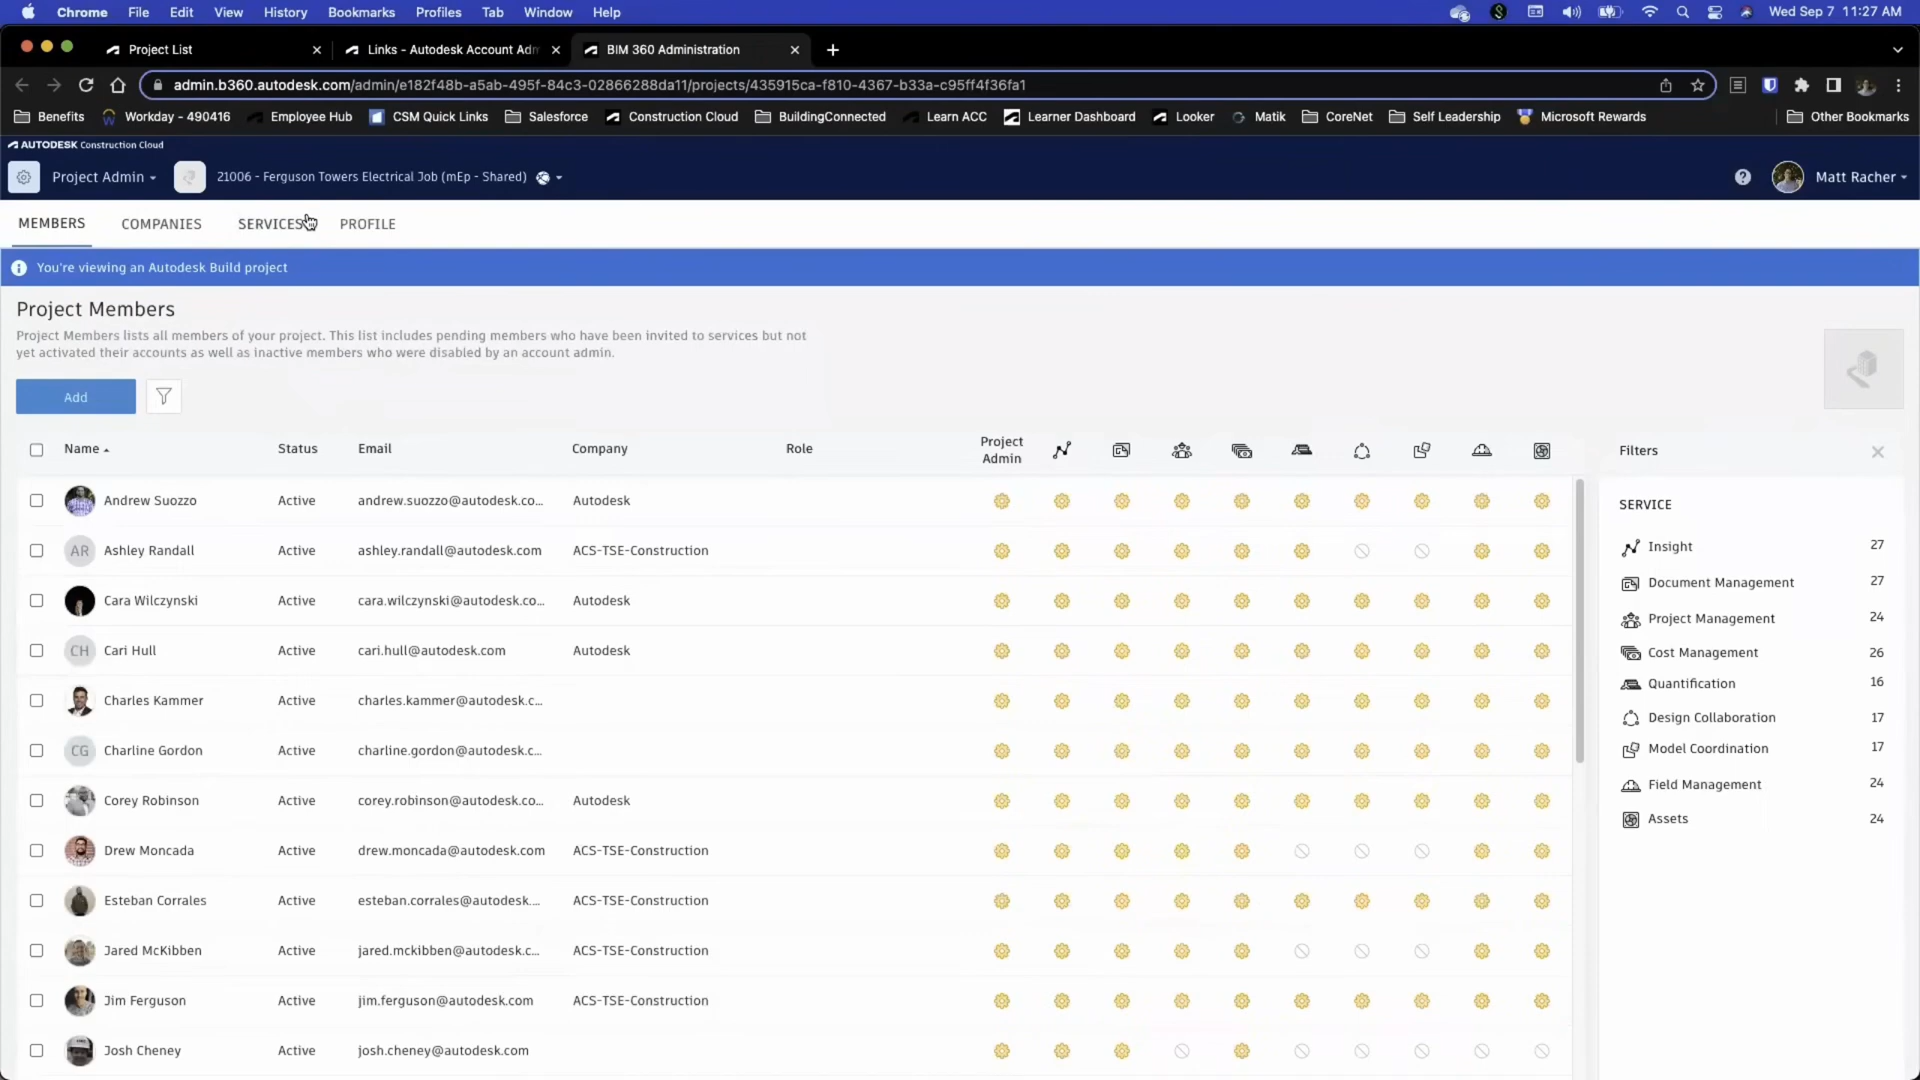 Chrome File Edit View History Bookmarks Profiles Tab Window Help Wed Sep 7 11:27 AM
Project List Links - Autodesk Account Adm BIM 360 Administration
admin.b360.autodesk.com/admin/e182f48b-a5ab-495f-84c3-02866288da11/projects/435915ca-f810-4367-b33a-c95ff4f36fa1
Benefits Workday - 490416 Employee Hub CSM Quick Links Salesforce Construction Cloud BuildingConnected Learn ACC Learner Dashboard Looker Matik CoreNet Self Leadership Microsoft Rewards Other Bookmarks
AUTODESK Construction Cloud
Project Admin 21006 - Ferguson Towers Electrical Job (mEp - Shared) Matt Racher
MEMBERS COMPANIES SERVICES PROFILE
You're viewing an Autodesk Build project
Project Members
Project Members lists all members of your project. This list includes pending members who have been invited to services but not
yet activated their accounts as well as inactive members who were disabled by an account admin.
Add
Name Status Email Company Role Project Admin Filters
SERVICE
Andrew Suozzo Active andrew.suozzo@autodesk.co... Autodesk
Insight 27
AR Ashley Randall Active ashley.randall@autodesk.com ACS-TSE-Construction
Document Management 27
Cara Wilczynski Active cara.wilczynski@autodesk.co... Autodesk
Project Management 24
CH Cari Hull Active cari.hull@autodesk.com Autodesk
Cost Management 26
Quantification 16
Charles Kammer Active charles.kammer@autodesk.c...
Design Collaboration 17
CG Charline Gordon Active charline.gordon@autodesk.c...
Model Coordination 17
Field Management 24
Corey Robinson Active corey.robinson@autodesk.co... Autodesk
Assets 24
Drew Moncada Active drew.moncada@autodesk.com ACS-TSE-Construction
Esteban Corrales Active esteban.corrales@autodesk.... ACS-TSE-Construction
Jared McKibben Active jared.mckibben@autodesk.c... ACS-TSE-Construction
Jim Ferguson Active jim.ferguson@autodesk.com ACS-TSE-Construction
Josh Cheney Active josh.cheney@autodesk.com